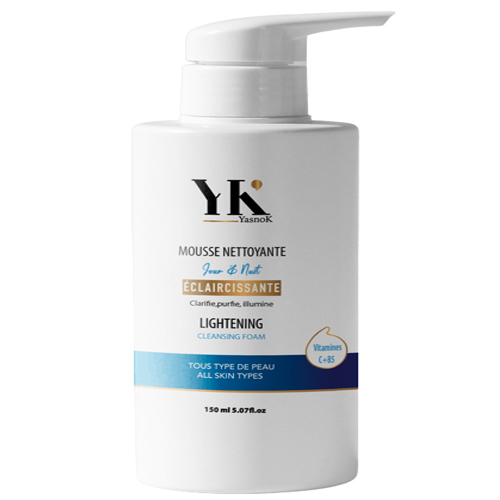 YK
YasnoK
MOUSSE NETTOYANTE
Jour & Nuit
ÉCLAIRCISSANTE
Clarifie,purfie, illumine
LIGHTENING
CLEANSING FOAM
Vitamines
C+B5
TOUS TYPE DE PEAU
ALL SKIN TYPES
150 ml 5.07fl.oz